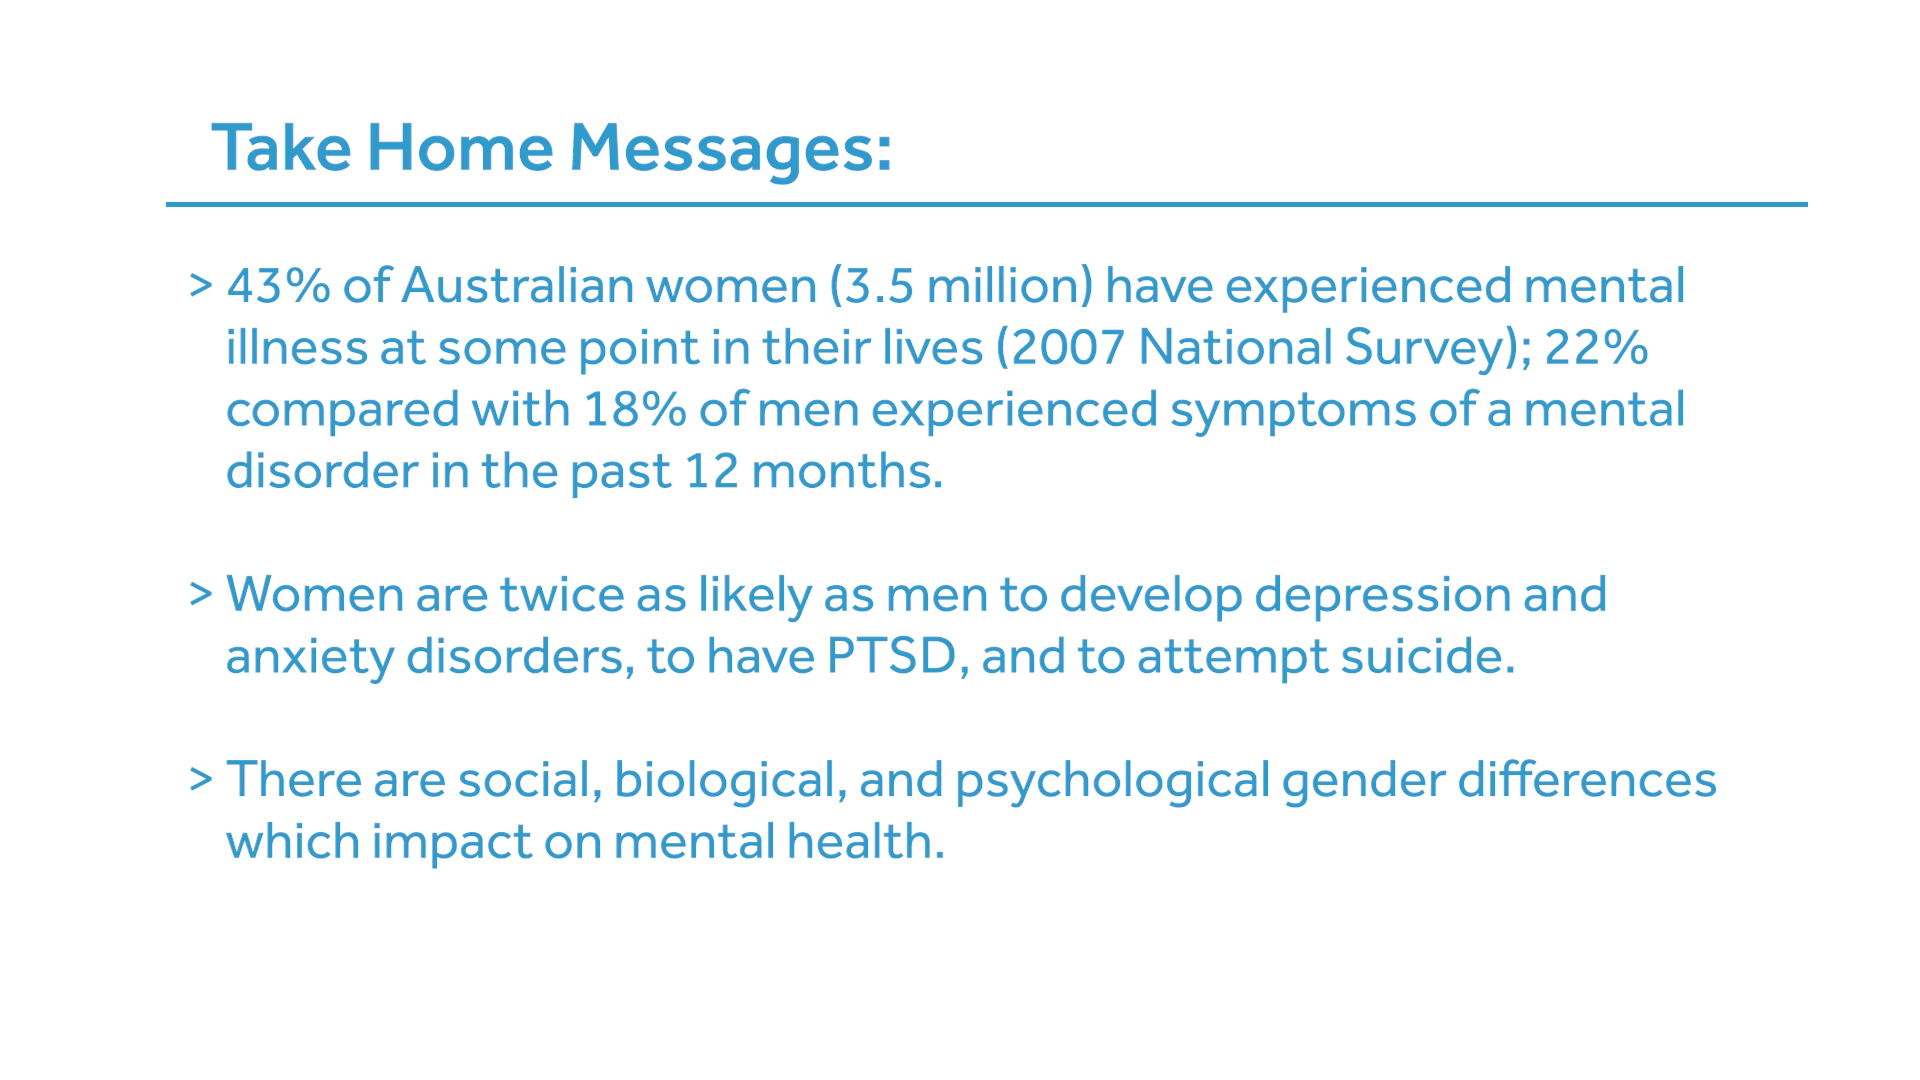 Take Home Messages:
> 43% of Australian women (3.5 million) have experienced mental
illness at some point in their lives (2007 National Survey); 22%
compared with 18% of men experienced symptoms of a mental
disorder in the past 12 months.
> Women are twice as likely as men to develop depression and
anxiety disorders, to have PTSD, and to attempt suicide.
> There are social, biological, and psychological gender differences
which impact on mental health.